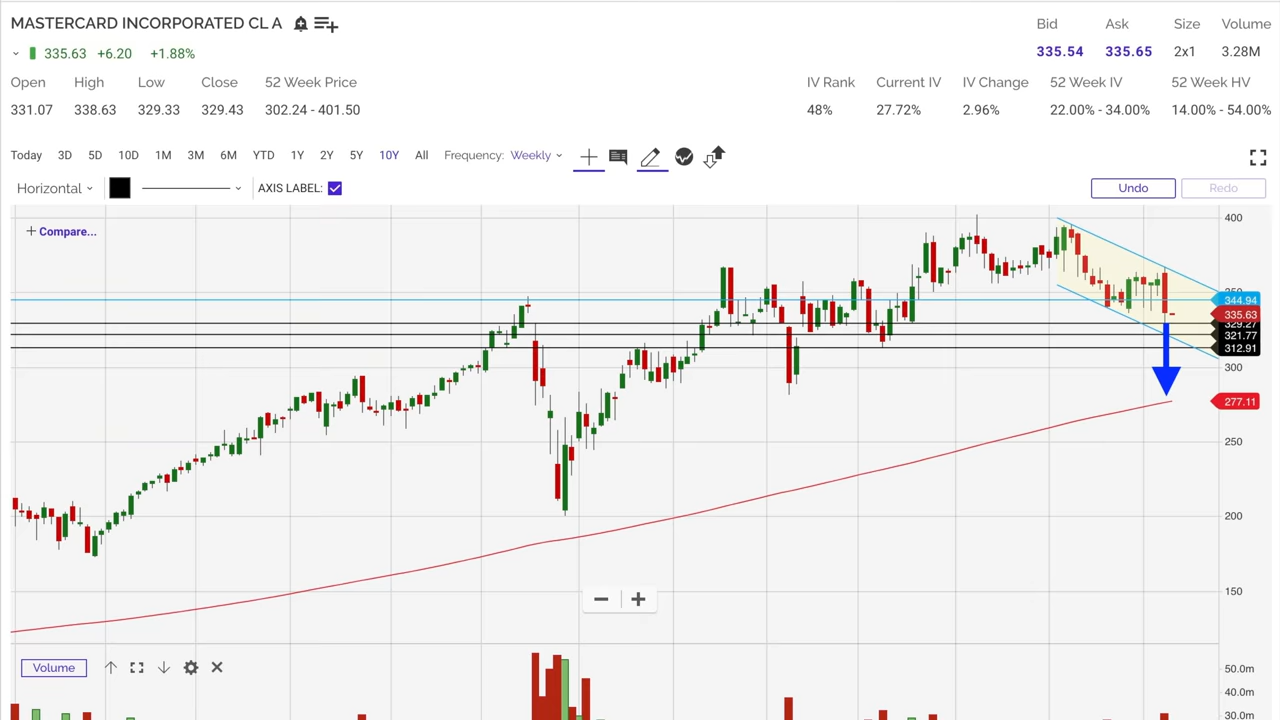 MASTERCARD INCORPORATED CL A
335.63 +6.20 +1.88%
Bid Ask Size Volume
335.54 335.65 2x1 3.28M
Open High Low Close 52 Week Price
331.07 338.63 329.33 329.43 302.24 - 401.50
IV Rank Current IV IV Change 52 Week IV 52 Week HV
48% 27.72% 2.96% 22.00% - 34.00% 14.00% - 54.00%
Today 3D 5D 10D 1M 3M 6M YTD 1Y 2Y 5Y 10Y All Frequency: Weekly
Horizontal AXIS LABEL: Undo Redo
+ Compare...
400
344.94
335.63
329.27
321.77
312.91
300
277.11
250
200
150
Volume
50.0m
40.0m
30.0m